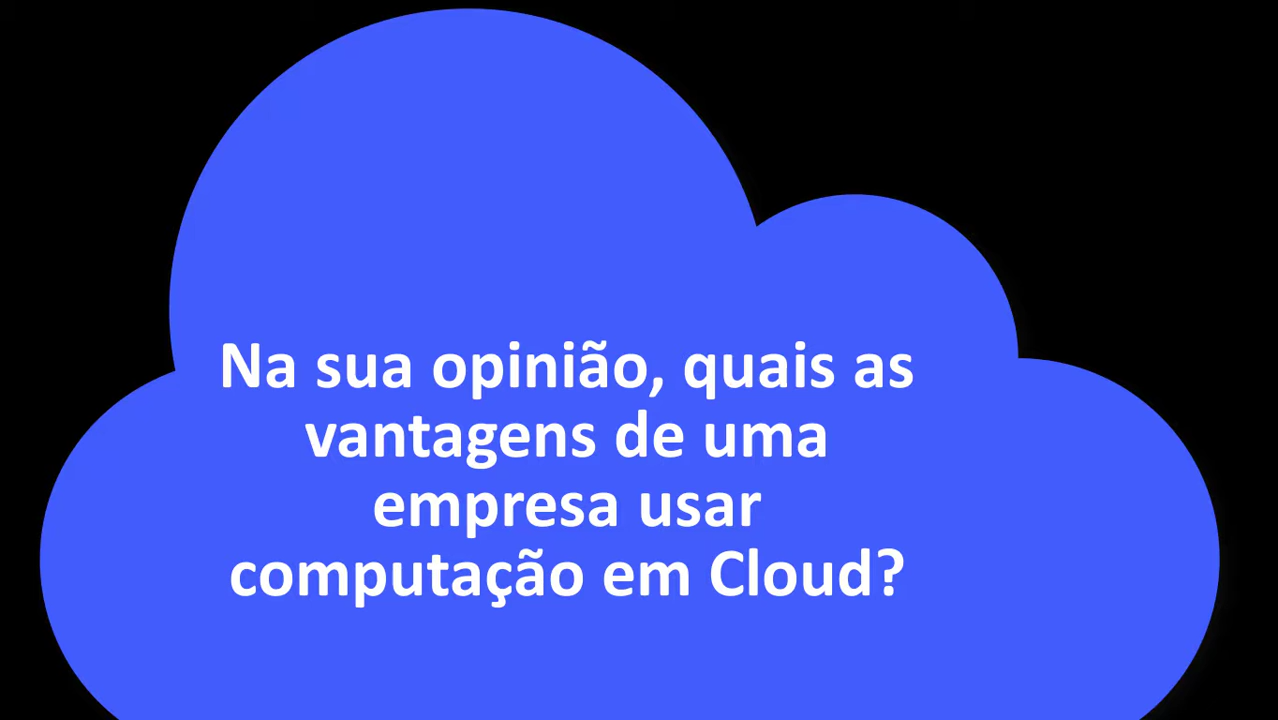 Na sua opinião, quais as
vantagens de uma
empresa usar
computação em Cloud?